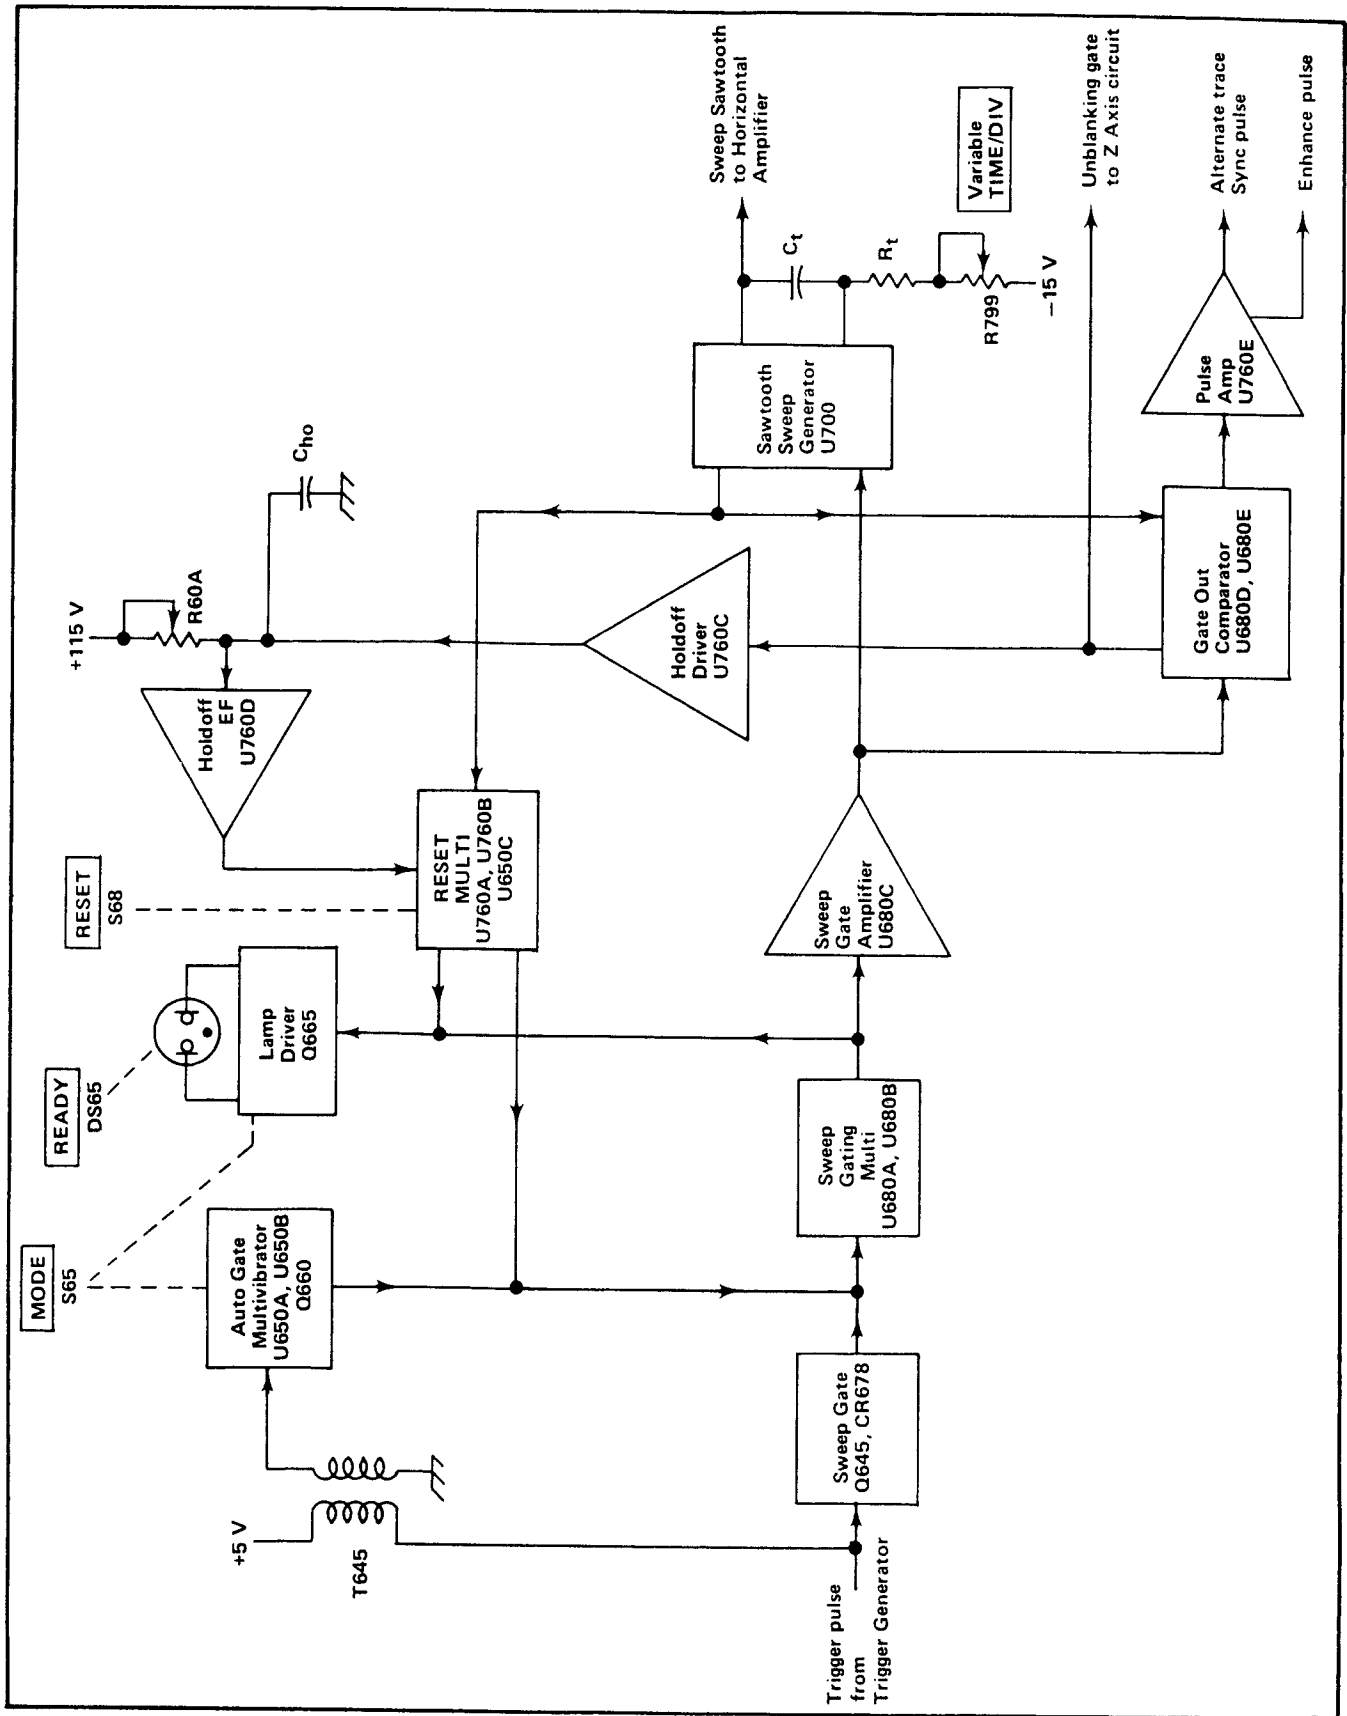 MODE
S65
READY
DS65
RESET
S68
+5 V
T645
Auto Gate
Multivibrator
U650A, U650B
Q660
Lamp
Driver
Q665
Holdoff
EF
U760D
+115 V
R60A
Cho
RESET
MULTI
U760A, U760B
U650C
Holdoff
Driver
U760C
Sawtooth
Sweep
Generator
U700
Sweep Sawtooth
to Horizontal
Amplifier
Ct
Rt
R799
−15 V
Variable
TIME/DIV
Trigger pulse
from
Trigger Generator
Sweep Gate
Q645, CR678
Sweep
Gating
Multi
U680A, U680B
Sweep
Gate
Amplifier
U680C
Gate Out
Comparator
U680D, U680E
Pulse
Amp
U760E
Unblanking gate
to Z Axis circuit
Alternate trace
Sync pulse
Enhance pulse